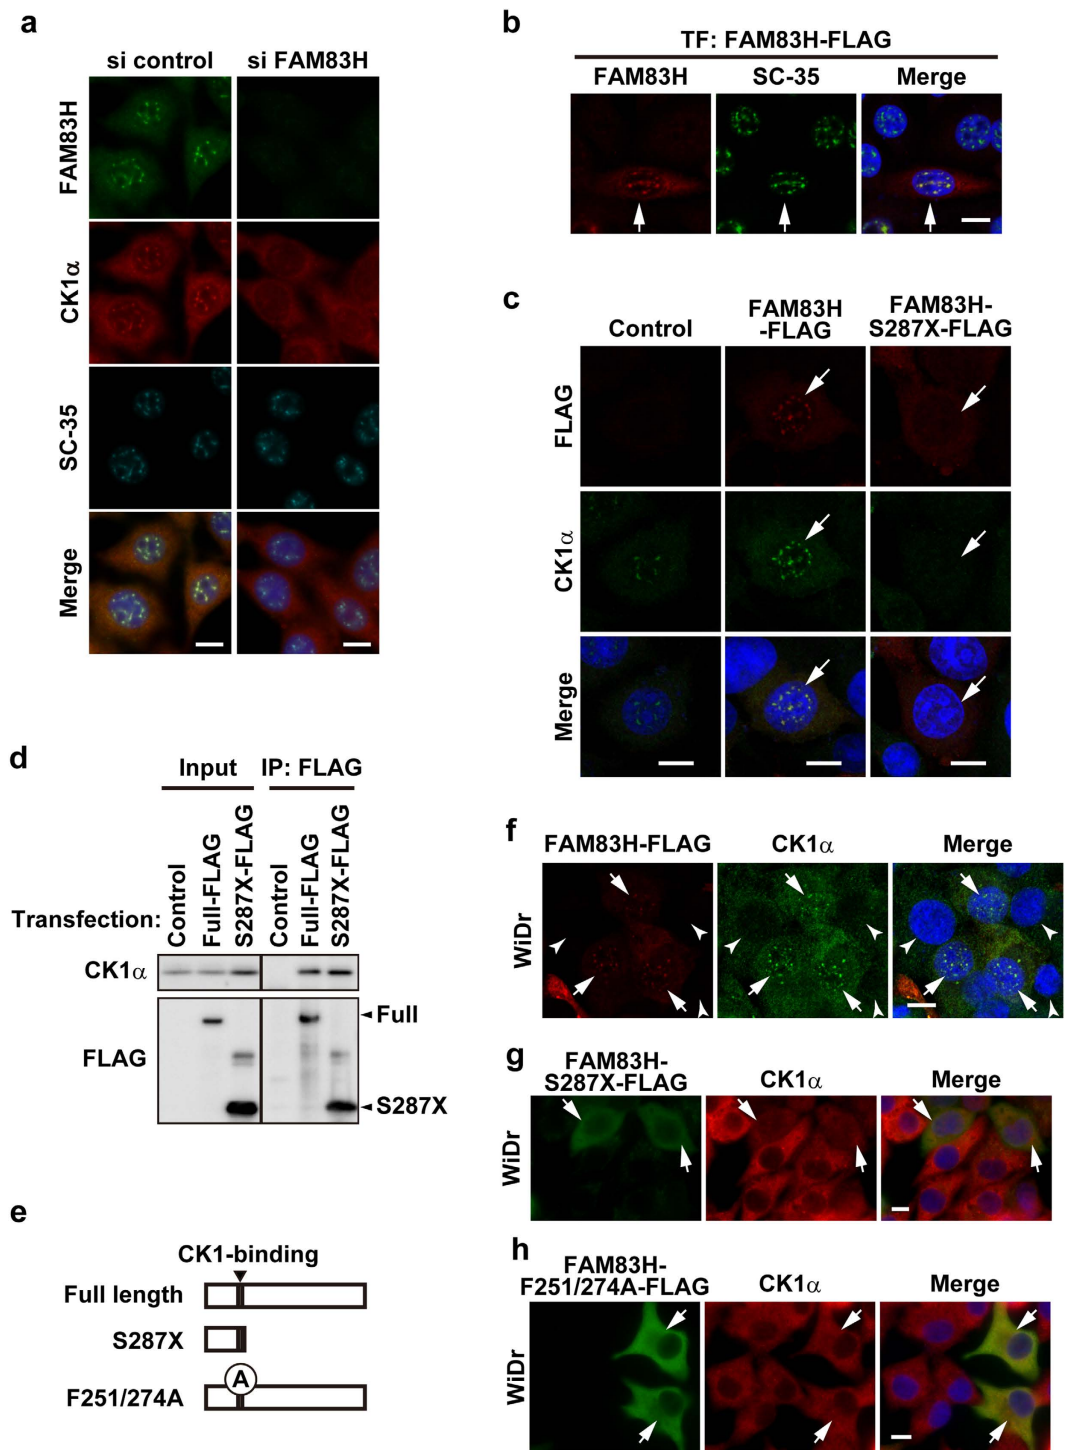 a
si control si FAM83H
FAM83H
CK1α
SC-35
Merge
b
TF: FAM83H-FLAG
FAM83H SC-35 Merge
c
Control
FAM83H
-FLAG
FAM83H-
S287X-FLAG
FLAG
CK1α
Merge
d
Input IP: FLAG
Transfection:
Control
Full-FLAG
S287X-FLAG
Control
Full-FLAG
S287X-FLAG
CK1α
FLAG
Full
S287X
e
CK1-binding
Full length
S287X
F251/274A
A
f
FAM83H-FLAG CK1α Merge
WiDr
g
FAM83H-
S287X-FLAG CK1α Merge
WiDr
h
FAM83H-
F251/274A-FLAG CK1α Merge
WiDr